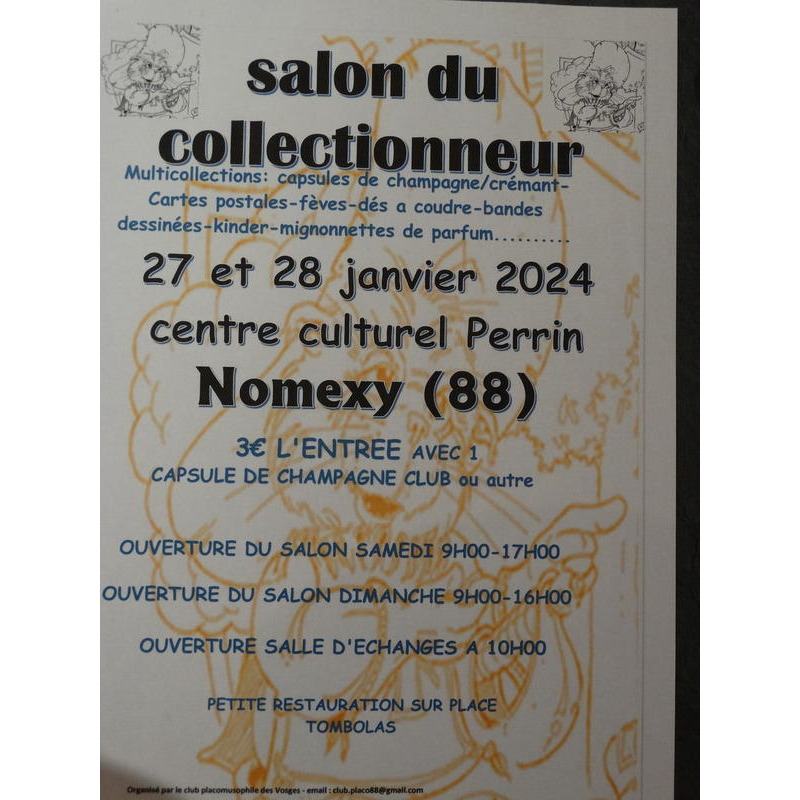 salon du
collectionneur
Multicollections: capsules de champagne/crémant-
Cartes postales-fèves-dés a coudre-bandes
dessinées-kinder-mignonnettes de parfum..........
27 et 28 janvier 2024
centre culturel Perrin
Nomexy (88)
3€ L'ENTREE AVEC 1
CAPSULE DE CHAMPAGNE CLUB ou autre
OUVERTURE DU SALON SAMEDI 9H00-17H00
OUVERTURE DU SALON DIMANCHE 9H00-16H00
OUVERTURE SALLE D'ECHANGES A 10H00
PETITE RESTAURATION SUR PLACE
TOMBOLAS
Organisé par le club placomusophile des Vosges - email : club.placo88@gmail.com